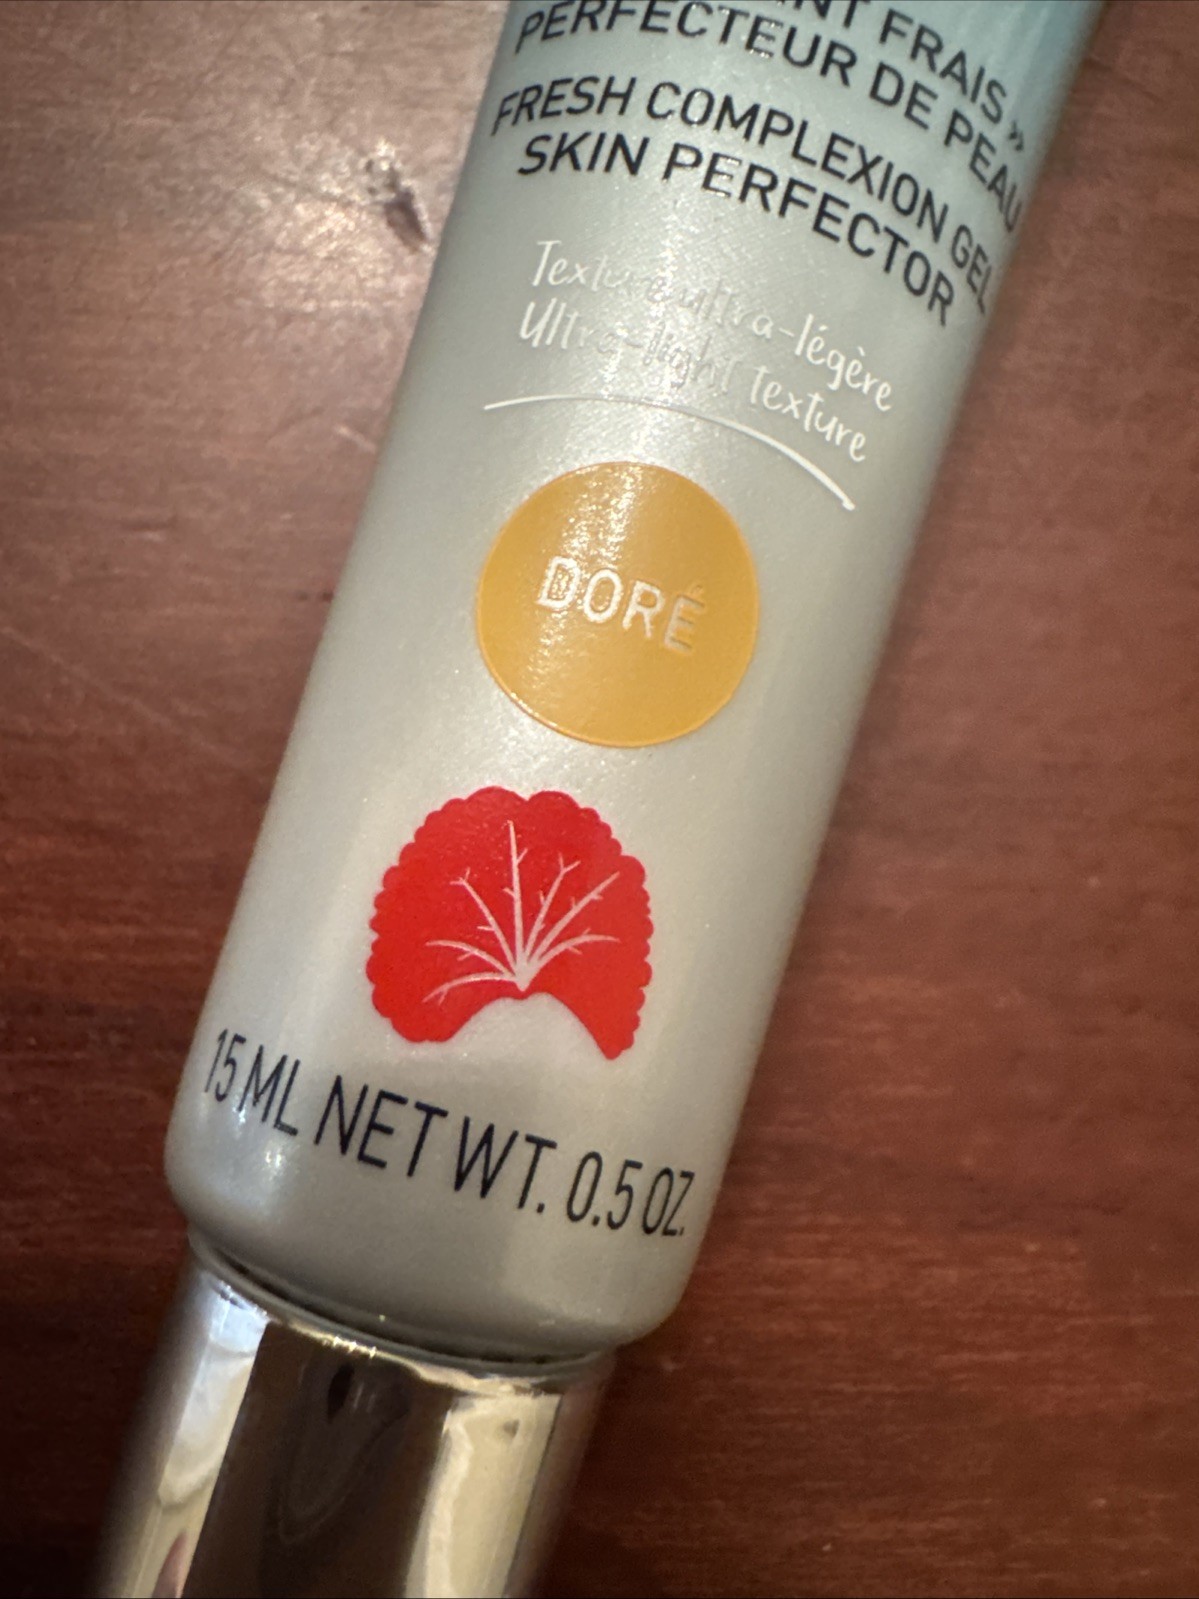 FRAIS »
PERFECTEUR DE PEAU
FRESH COMPLEXION GEL
SKIN PERFECTOR
Texture ultra-légère
Ultra-light texture
DORÉ
15 ML NET WT. 0.5 OZ.